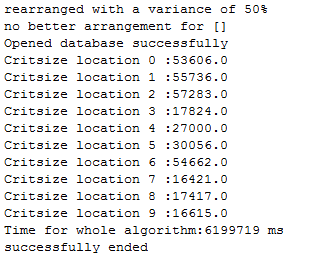 rearranged with a variance of 50%
no better arrangement for []
Opened database successfully
Critsize location 0 :53606.0
Critsize location 1 :55736.0
Critsize location 2 :57283.0
Critsize location 3 :17824.0
Critsize location 4 :27000.0
Critsize location 5 :30056.0
Critsize location 6 :54662.0
Critsize location 7 :16421.0
Critsize location 8 :17417.0
Critsize location 9 :16615.0
Time for whole algorithm:6199719 ms
successfully ended